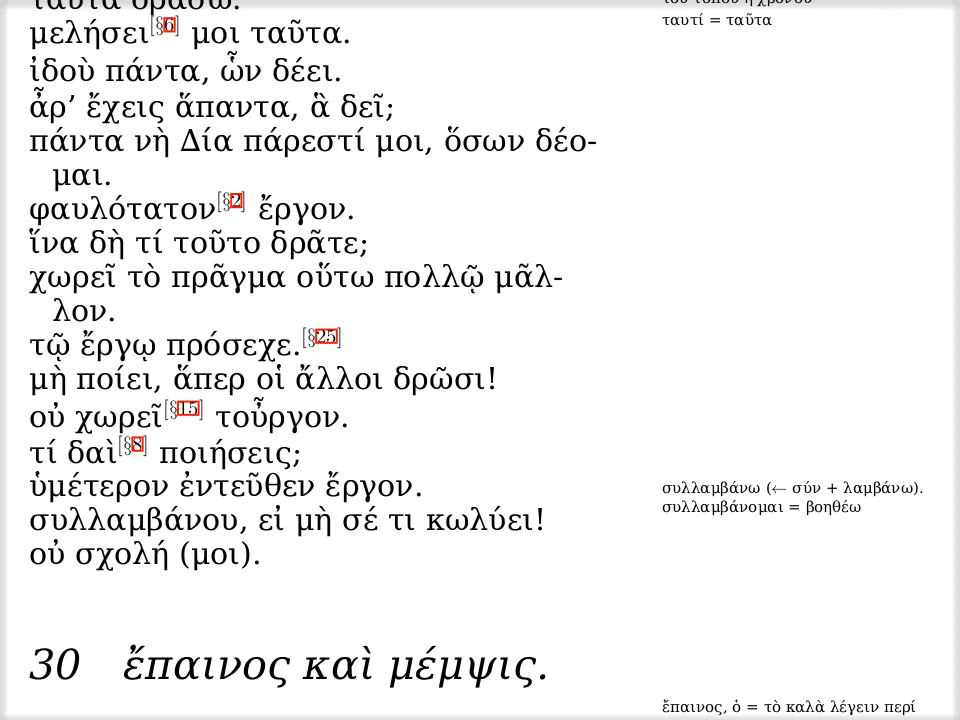 ταῦτα δράσω.
μελήσει[§6] μοι ταῦτα.
ταυτί = ταῦτα
ἰδοὺ πάντα, ὧν δέει.
ἆρ’ ἔχεις ἅπαντα, ἃ δεῖ;
πάντα νὴ Δία πάρεστί μοι, ὅσων δέο-
μαι.
φαυλότατον[§2] ἔργον.
ἵνα δὴ τί τοῦτο δρᾶτε;
χωρεῖ τὸ πρᾶγμα οὕτω πολλῷ μᾶλ-
λον.
τῷ ἔργῳ πρόσεχε.[§25]
μὴ ποίει, ἅπερ οἱ ἄλλοι δρῶσι!
οὐ χωρεῖ[§15] τοὖργον.
τί δαὶ[§8] ποιήσεις;
ὑμέτερον ἐντεῦθεν ἔργον.
συλλαμβάνω (← σύν + λαμβάνω).
συλλαμβάνομαι = βοηθέω
συλλαμβάνου, εἰ μὴ σέ τι κωλύει!
οὐ σχολή (μοι).
30 ἔπαινος καὶ μέμψις.
ἔπαινος, ὁ = τὸ καλὰ λέγειν περί